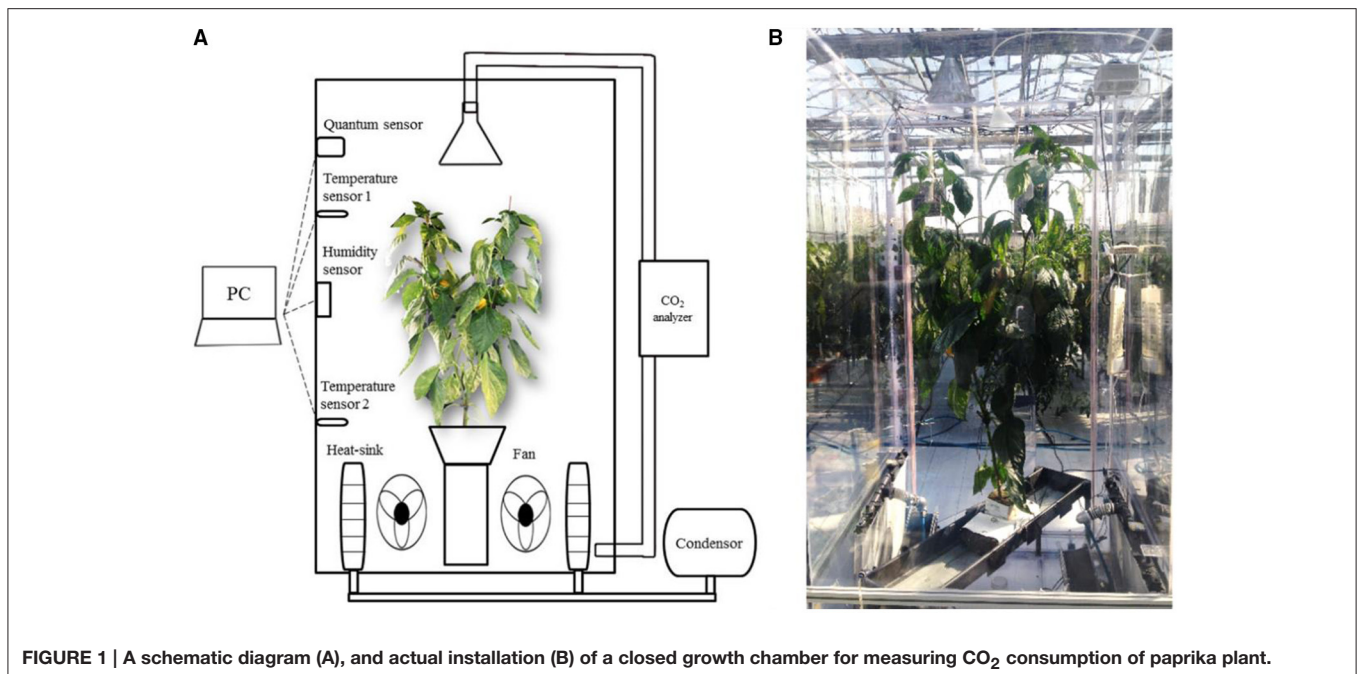 A
B
Quantum sensor
Temperature
sensor 1
Humidity
sensor
PC
CO₂
analyzer
Temperature
sensor 2
Heat-sink
Fan
Condensor
FIGURE 1 | A schematic diagram (A), and actual installation (B) of a closed growth chamber for measuring CO₂ consumption of paprika plant.